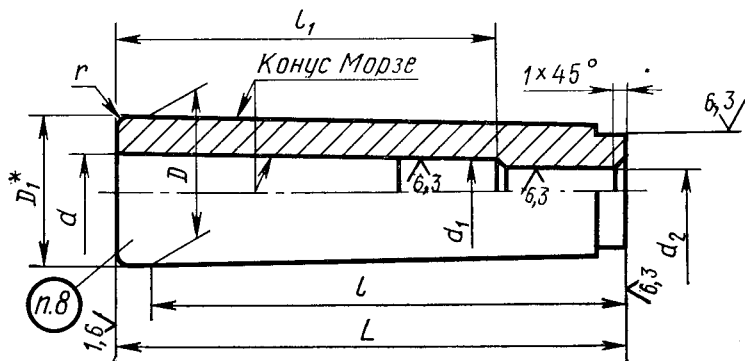 l₁
r
Конус Морзе
1×45°
6,3
D₁*
d
D
6,3
d₁
6,3
d₂
п.8
1,6
l
6,3
L